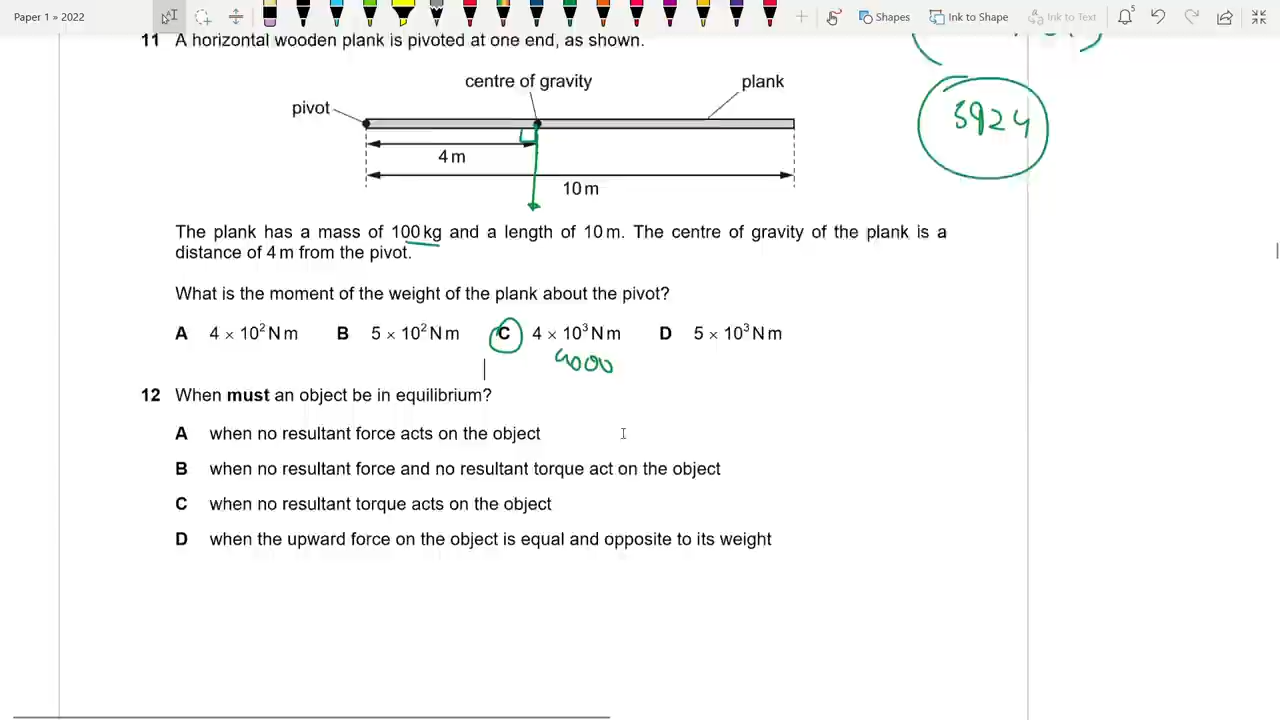 Paper 1 » 2022
Shapes
Ink to Shape
Ink to Text
5
11 A horizontal wooden plank is pivoted at one end, as shown.
centre of gravity
plank
pivot
4 m
10 m
5924
The plank has a mass of 100 kg and a length of 10 m. The centre of gravity of the plank is a
distance of 4 m from the pivot.
What is the moment of the weight of the plank about the pivot?
A 4 × 10² N m B 5 × 10² N m C 4 × 10³ N m D 5 × 10³ N m
4000
12 When must an object be in equilibrium?
A when no resultant force acts on the object
B when no resultant force and no resultant torque act on the object
C when no resultant torque acts on the object
D when the upward force on the object is equal and opposite to its weight